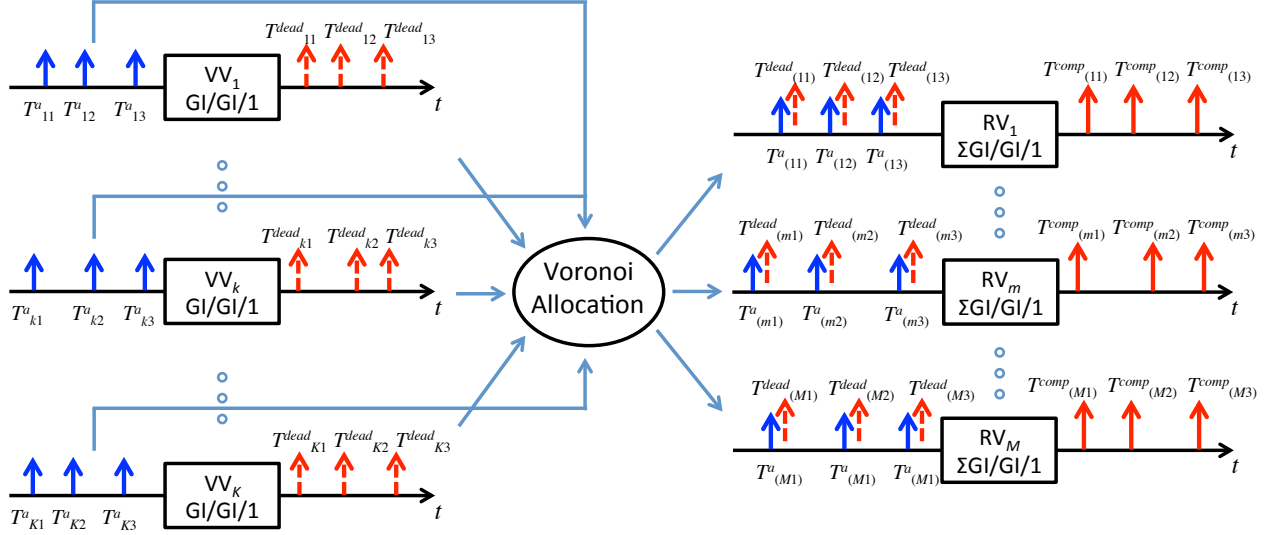 T^dead_11 T^dead_12 T^dead_13
VV_1
GI/GI/1
T^a_11 T^a_12 T^a_13
t
T^dead_k1 T^dead_k2 T^dead_k3
VV_k
GI/GI/1
T^a_k1 T^a_k2 T^a_k3
t
T^dead_K1 T^dead_K2 T^dead_K3
VV_K
GI/GI/1
T^a_K1 T^a_K2 T^a_K3
t
Voronoi
Allocation
T^dead_(11) T^dead_(12) T^dead_(13)
T^comp_(11) T^comp_(12) T^comp_(13)
RV_1
ΣGI/GI/1
T^a_(11) T^a_(12) T^a_(13)
t
T^dead_(m1) T^dead_(m2) T^dead_(m3)
T^comp_(m1) T^comp_(m2) T^comp_(m3)
RV_m
ΣGI/GI/1
T^a_(m1) T^a_(m2) T^a_(m3)
t
T^dead_(M1) T^dead_(M2) T^dead_(M3)
T^comp_(M1) T^comp_(M2) T^comp_(M3)
RV_M
ΣGI/GI/1
T^a_(M1) T^a_(M1) T^a_(M1)
t